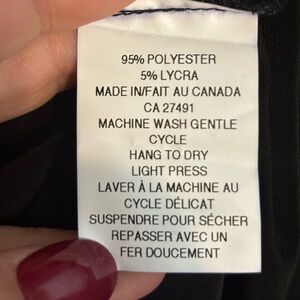 95% POLYESTER
5% LYCRA
MADE IN/FAIT AU CANADA
CA 27491
MACHINE WASH GENTLE
CYCLE
HANG TO DRY
LIGHT PRESS
LAVER À LA MACHINE AU
CYCLE DÉLICAT
SUSPENDRE POUR SÉCHER
REPASSER AVEC UN
FER DOUCEMENT